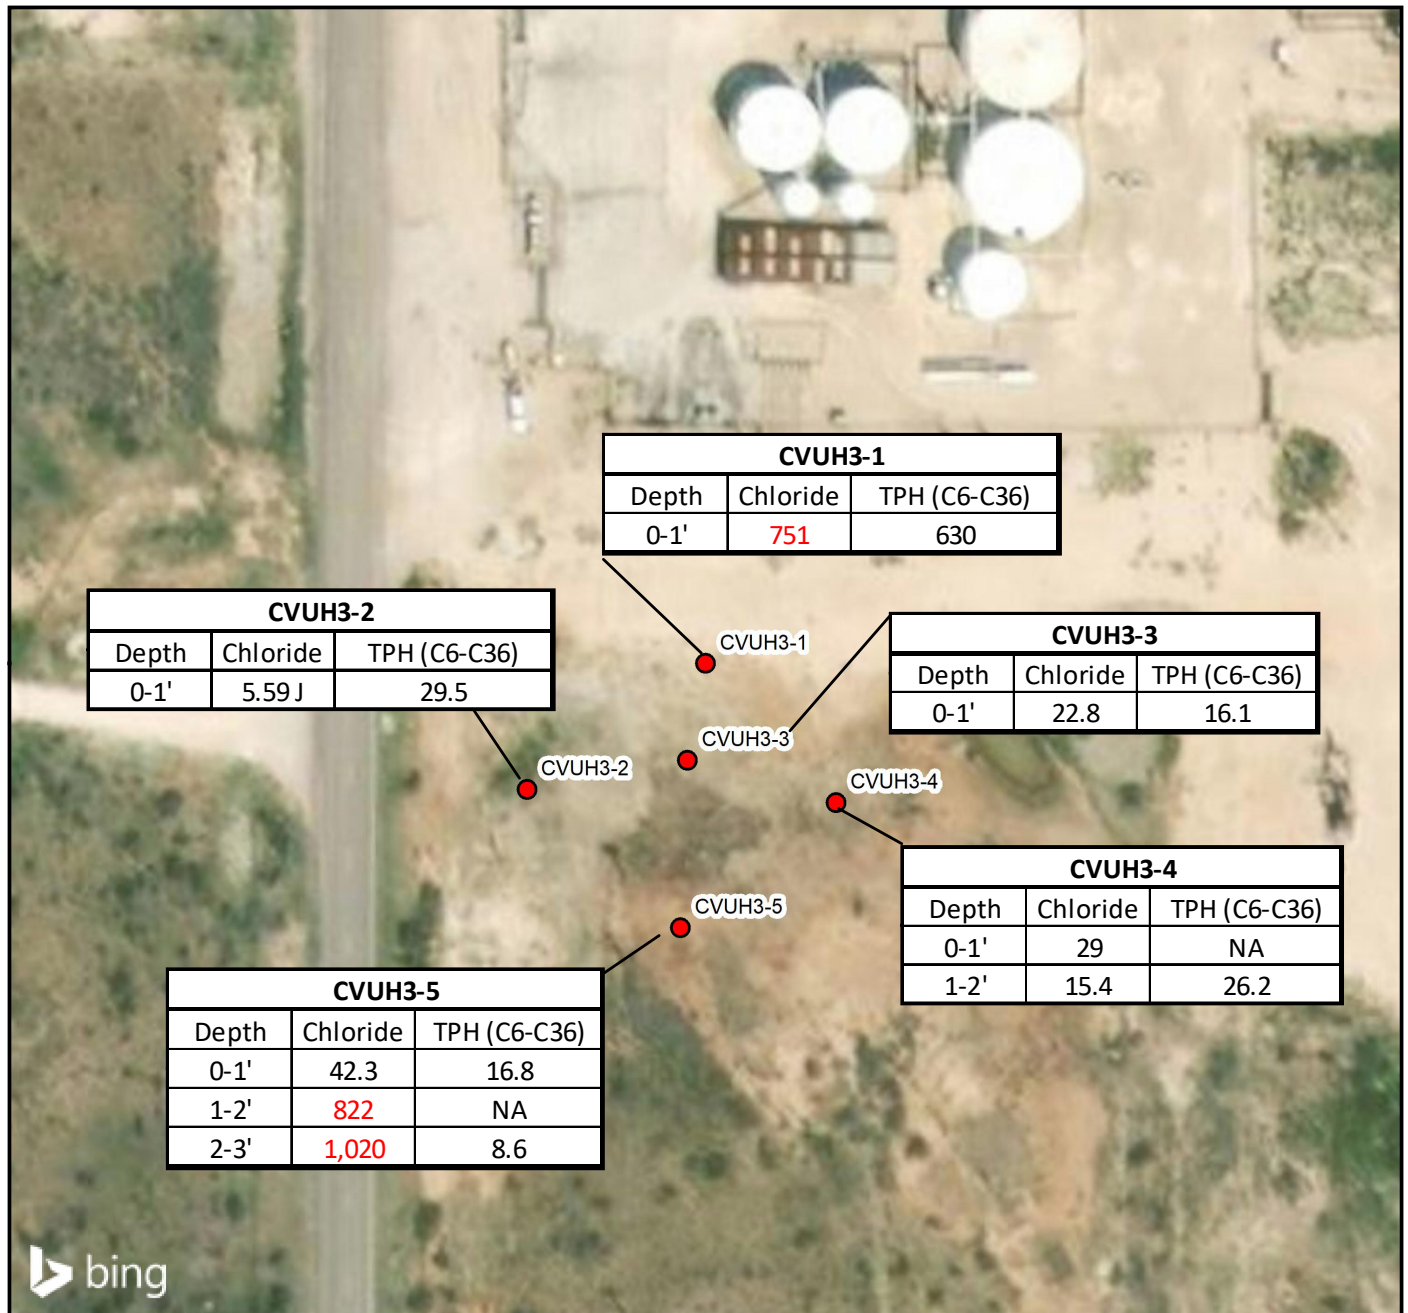 CVUH3-1
Depth Chloride TPH (C6-C36)
0-1' 751 630
CVUH3-2
Depth Chloride TPH (C6-C36)
0-1' 5.59 J 29.5
CVUH3-3
Depth Chloride TPH (C6-C36)
0-1' 22.8 16.1
CVUH3-1
CVUH3-3
CVUH3-2
CVUH3-4
CVUH3-4
Depth Chloride TPH (C6-C36)
0-1' 29 NA
1-2' 15.4 26.2
CVUH3-5
CVUH3-5
Depth Chloride TPH (C6-C36)
0-1' 42.3 16.8
1-2' 822 NA
2-3' 1,020 8.6
bing